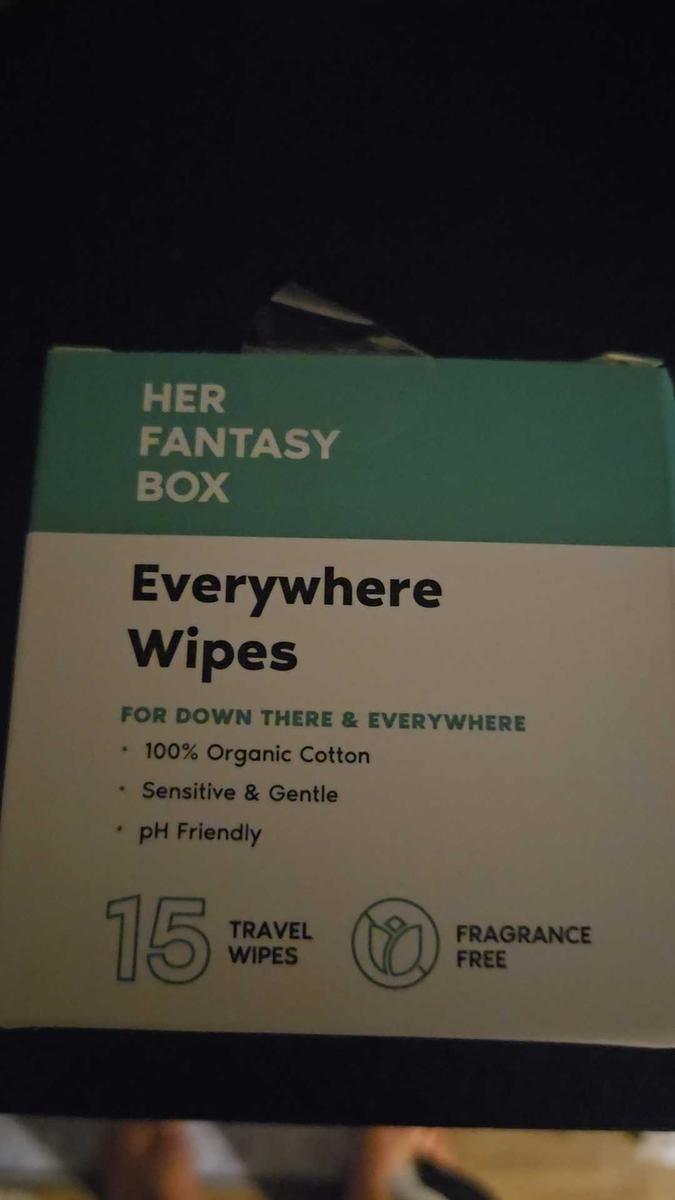 HER
FANTASY
BOX
Everywhere
Wipes
FOR DOWN THERE & EVERYWHERE
• 100% Organic Cotton
• Sensitive & Gentle
• pH Friendly
15 TRAVEL
WIPES
FRAGRANCE
FREE